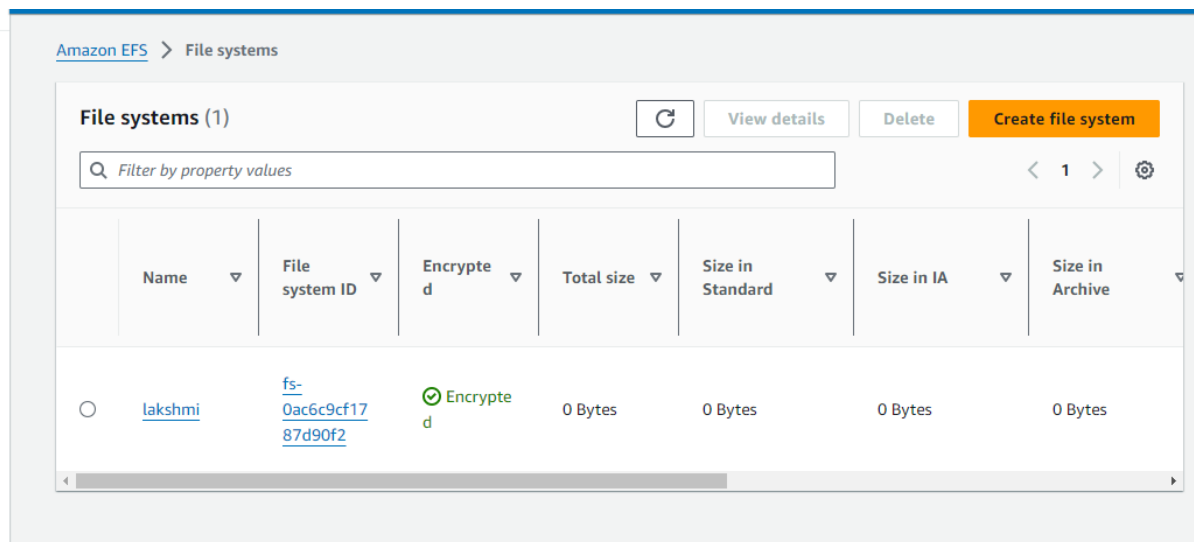 Amazon EFS > File systems
File systems (1)
View details
Delete
Create file system
Filter by property values
< 1 >
Name
File
system ID
Encrypte
d
Total size
Size in
Standard
Size in IA
Size in
Archive
lakshmi
fs-
0ac6c9cf17
87d90f2
Encrypte
d
0 Bytes
0 Bytes
0 Bytes
0 Bytes